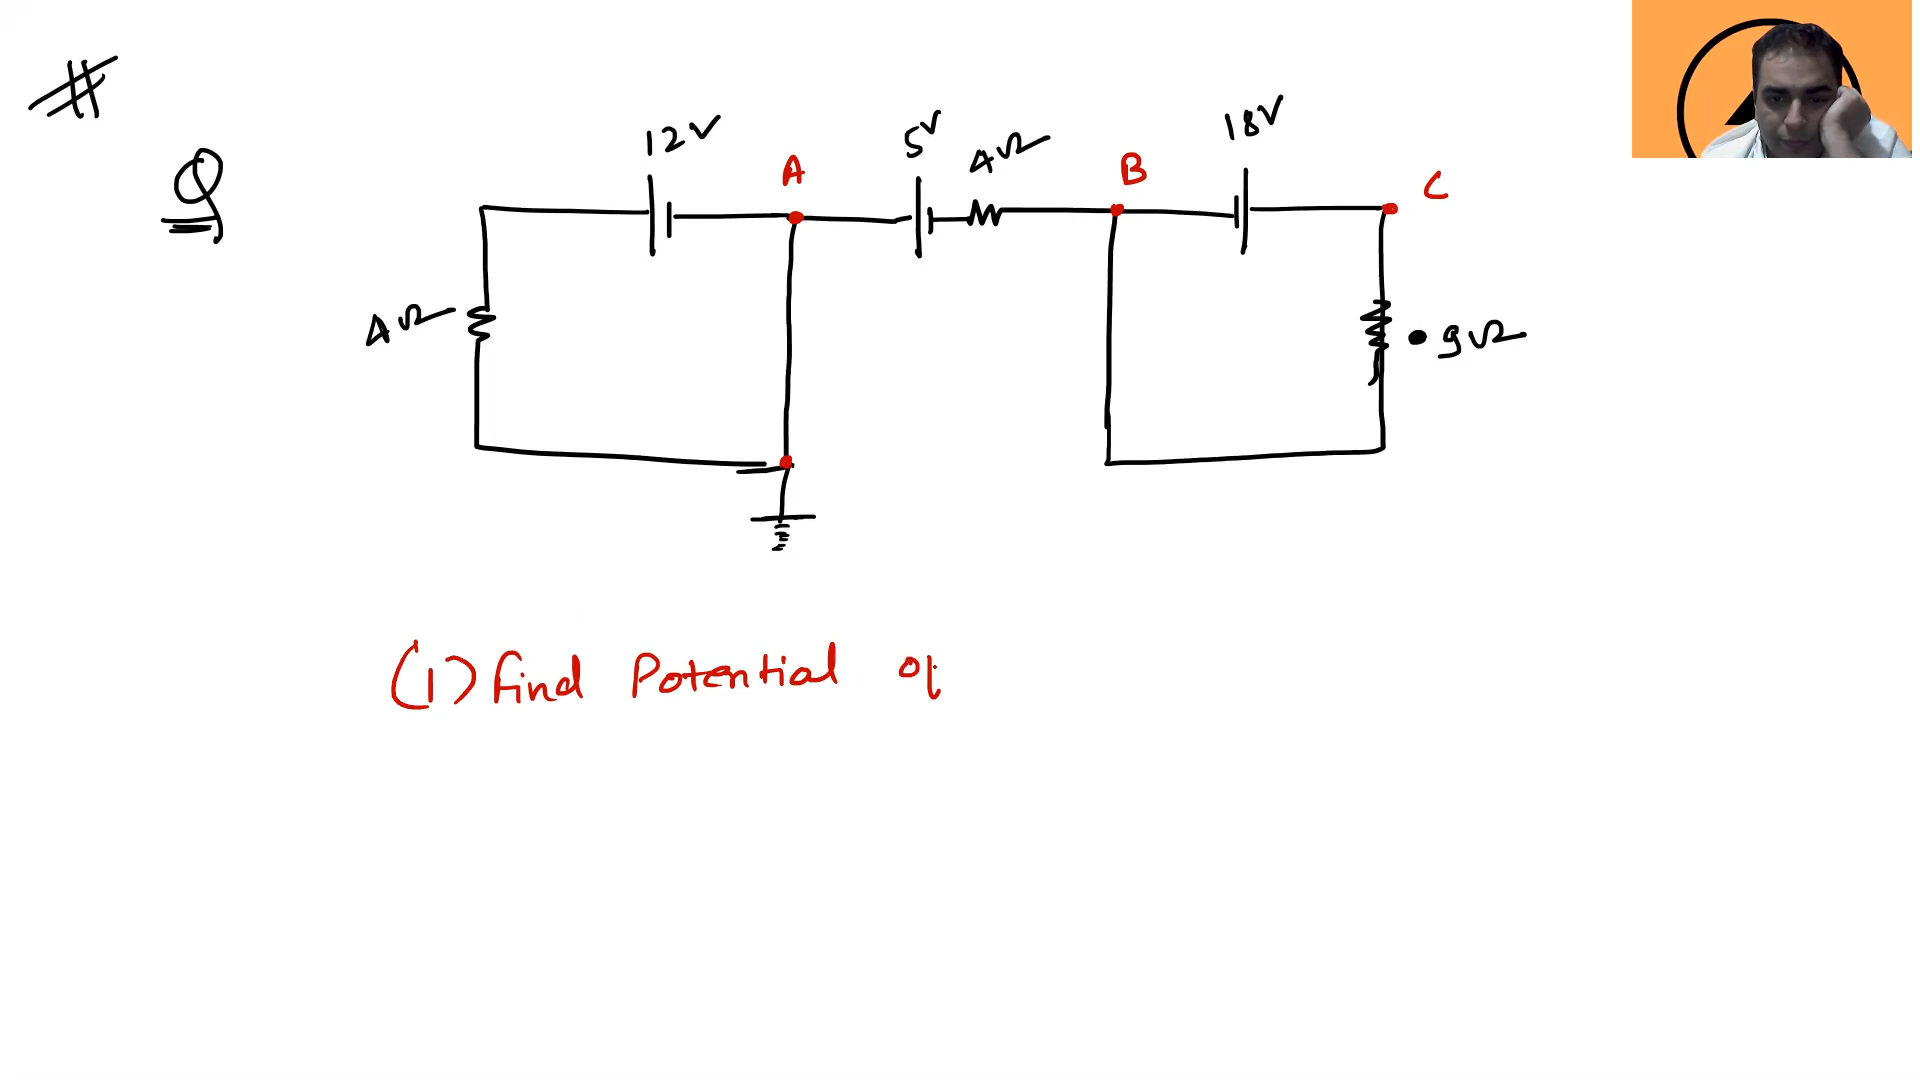 #
Q
12V
A
5V
4Ω
B
18V
C
4Ω
9Ω
(1) Find Potential of